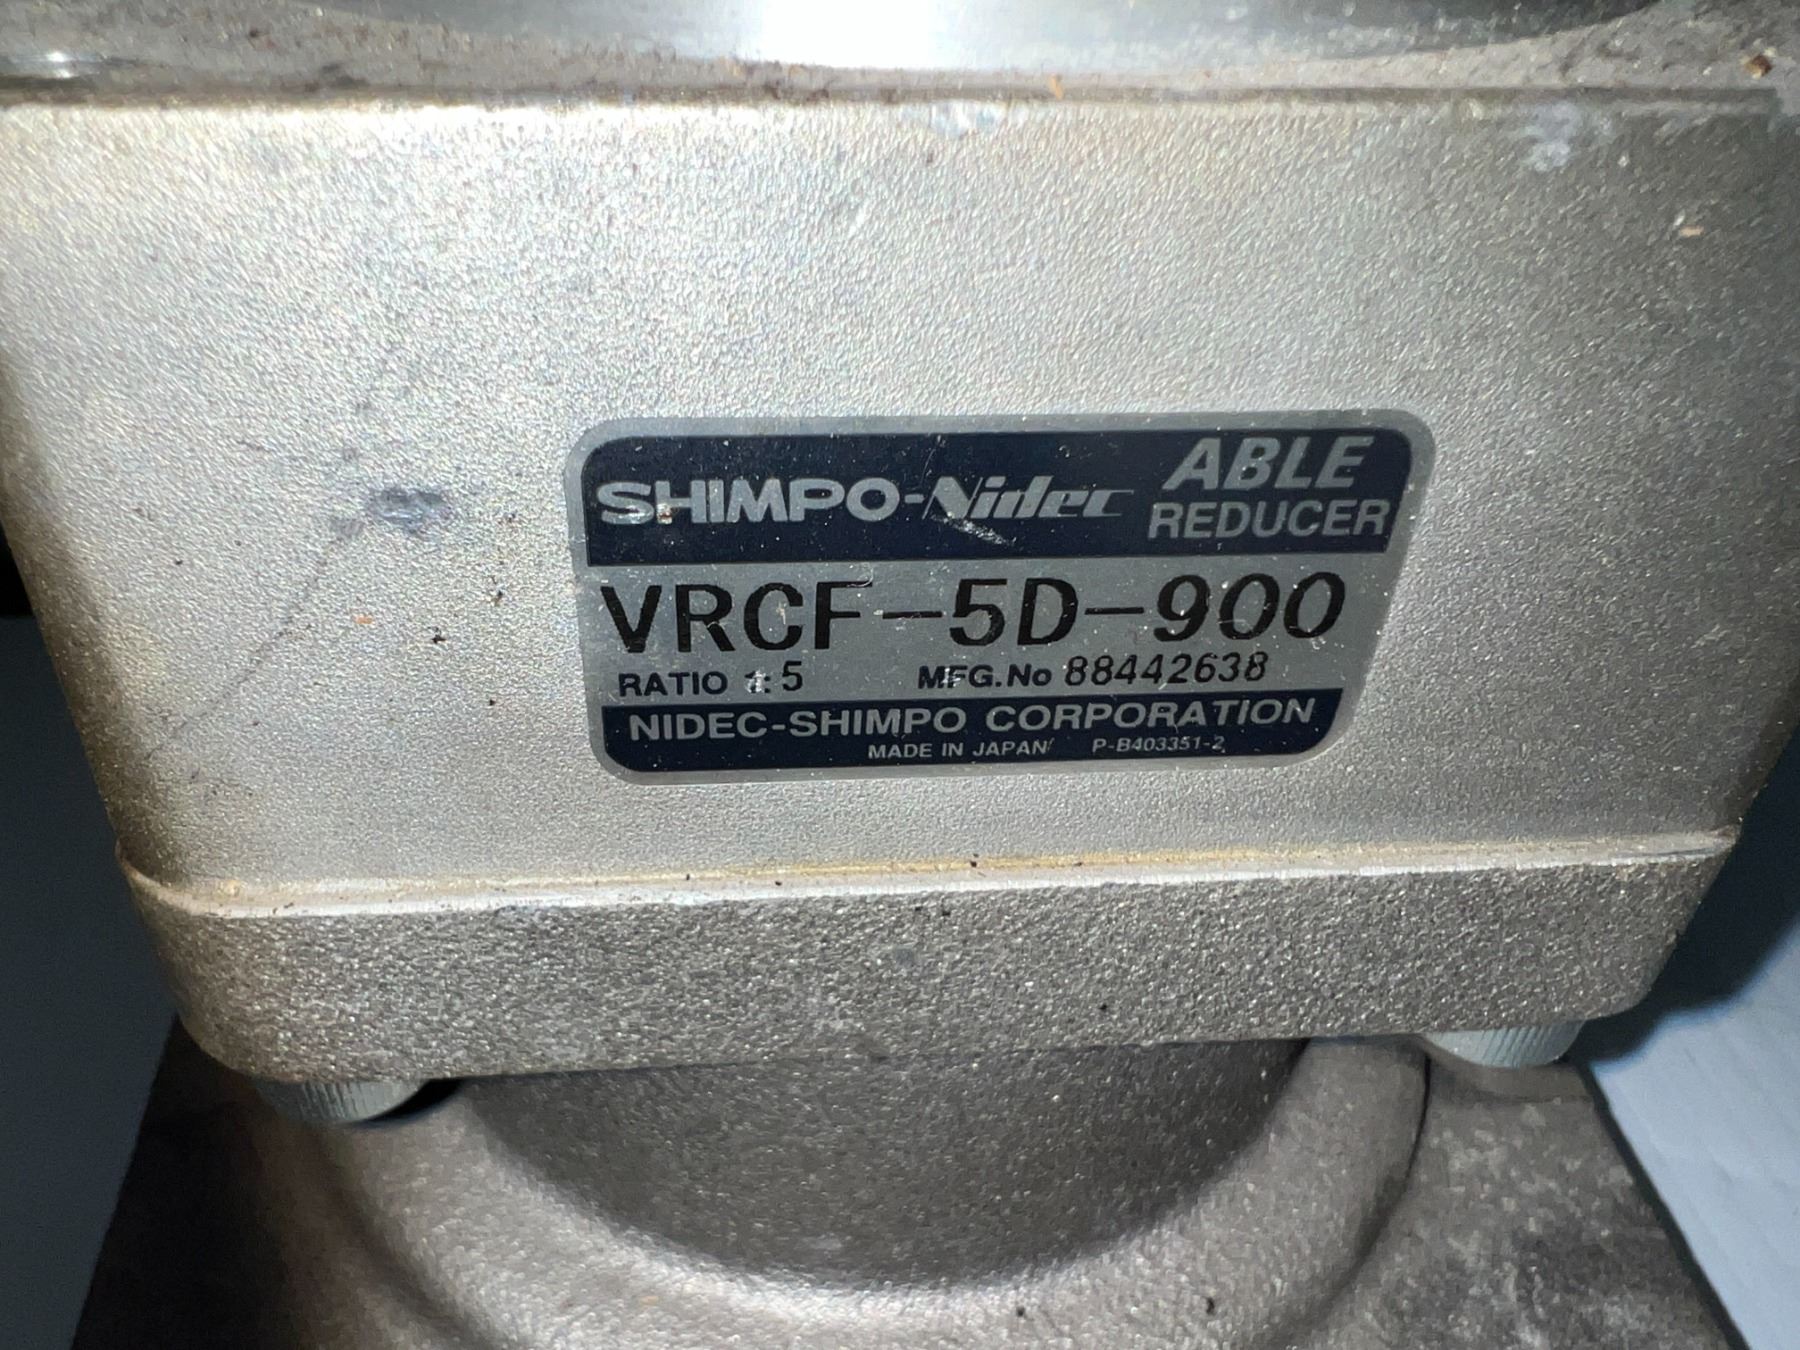 SHIMPO-Nidec ABLE REDUCER
VRCF-5D-900
RATIO 1:5 MFG.No 88442638
NIDEC-SHIMPO CORPORATION
MADE IN JAPAN P-B403351-2